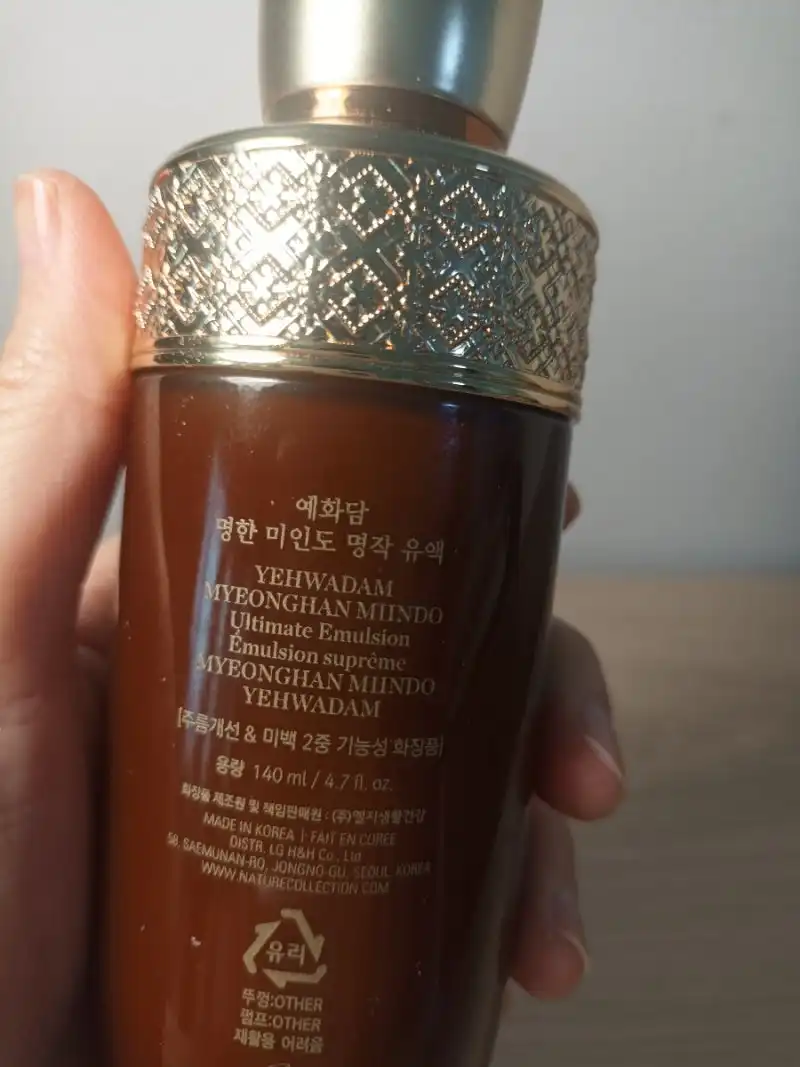 예화담
명한 미인도 명작 유액
YEHWADAM
MYEONGHAN MIINDO
Ultimate Emulsion
Émulsion suprême
MYEONGHAN MIINDO
YEHWADAM
[주름개선 & 미백 2중 기능성 화장품]
용량 140 ml / 4.7 fl. oz.
화장품 제조원 및 책임판매원 : (주)엘지생활건강
MADE IN KOREA | FAIT EN COREE
DISTR. LG H&H Co., Ltd
58, SAEMUNAN-RO, JONGNO-GU, SEOUL, KOREA
WWW.NATURECOLLECTION.COM
유리
뚜껑:OTHER
펌프:OTHER
재활용 어려움